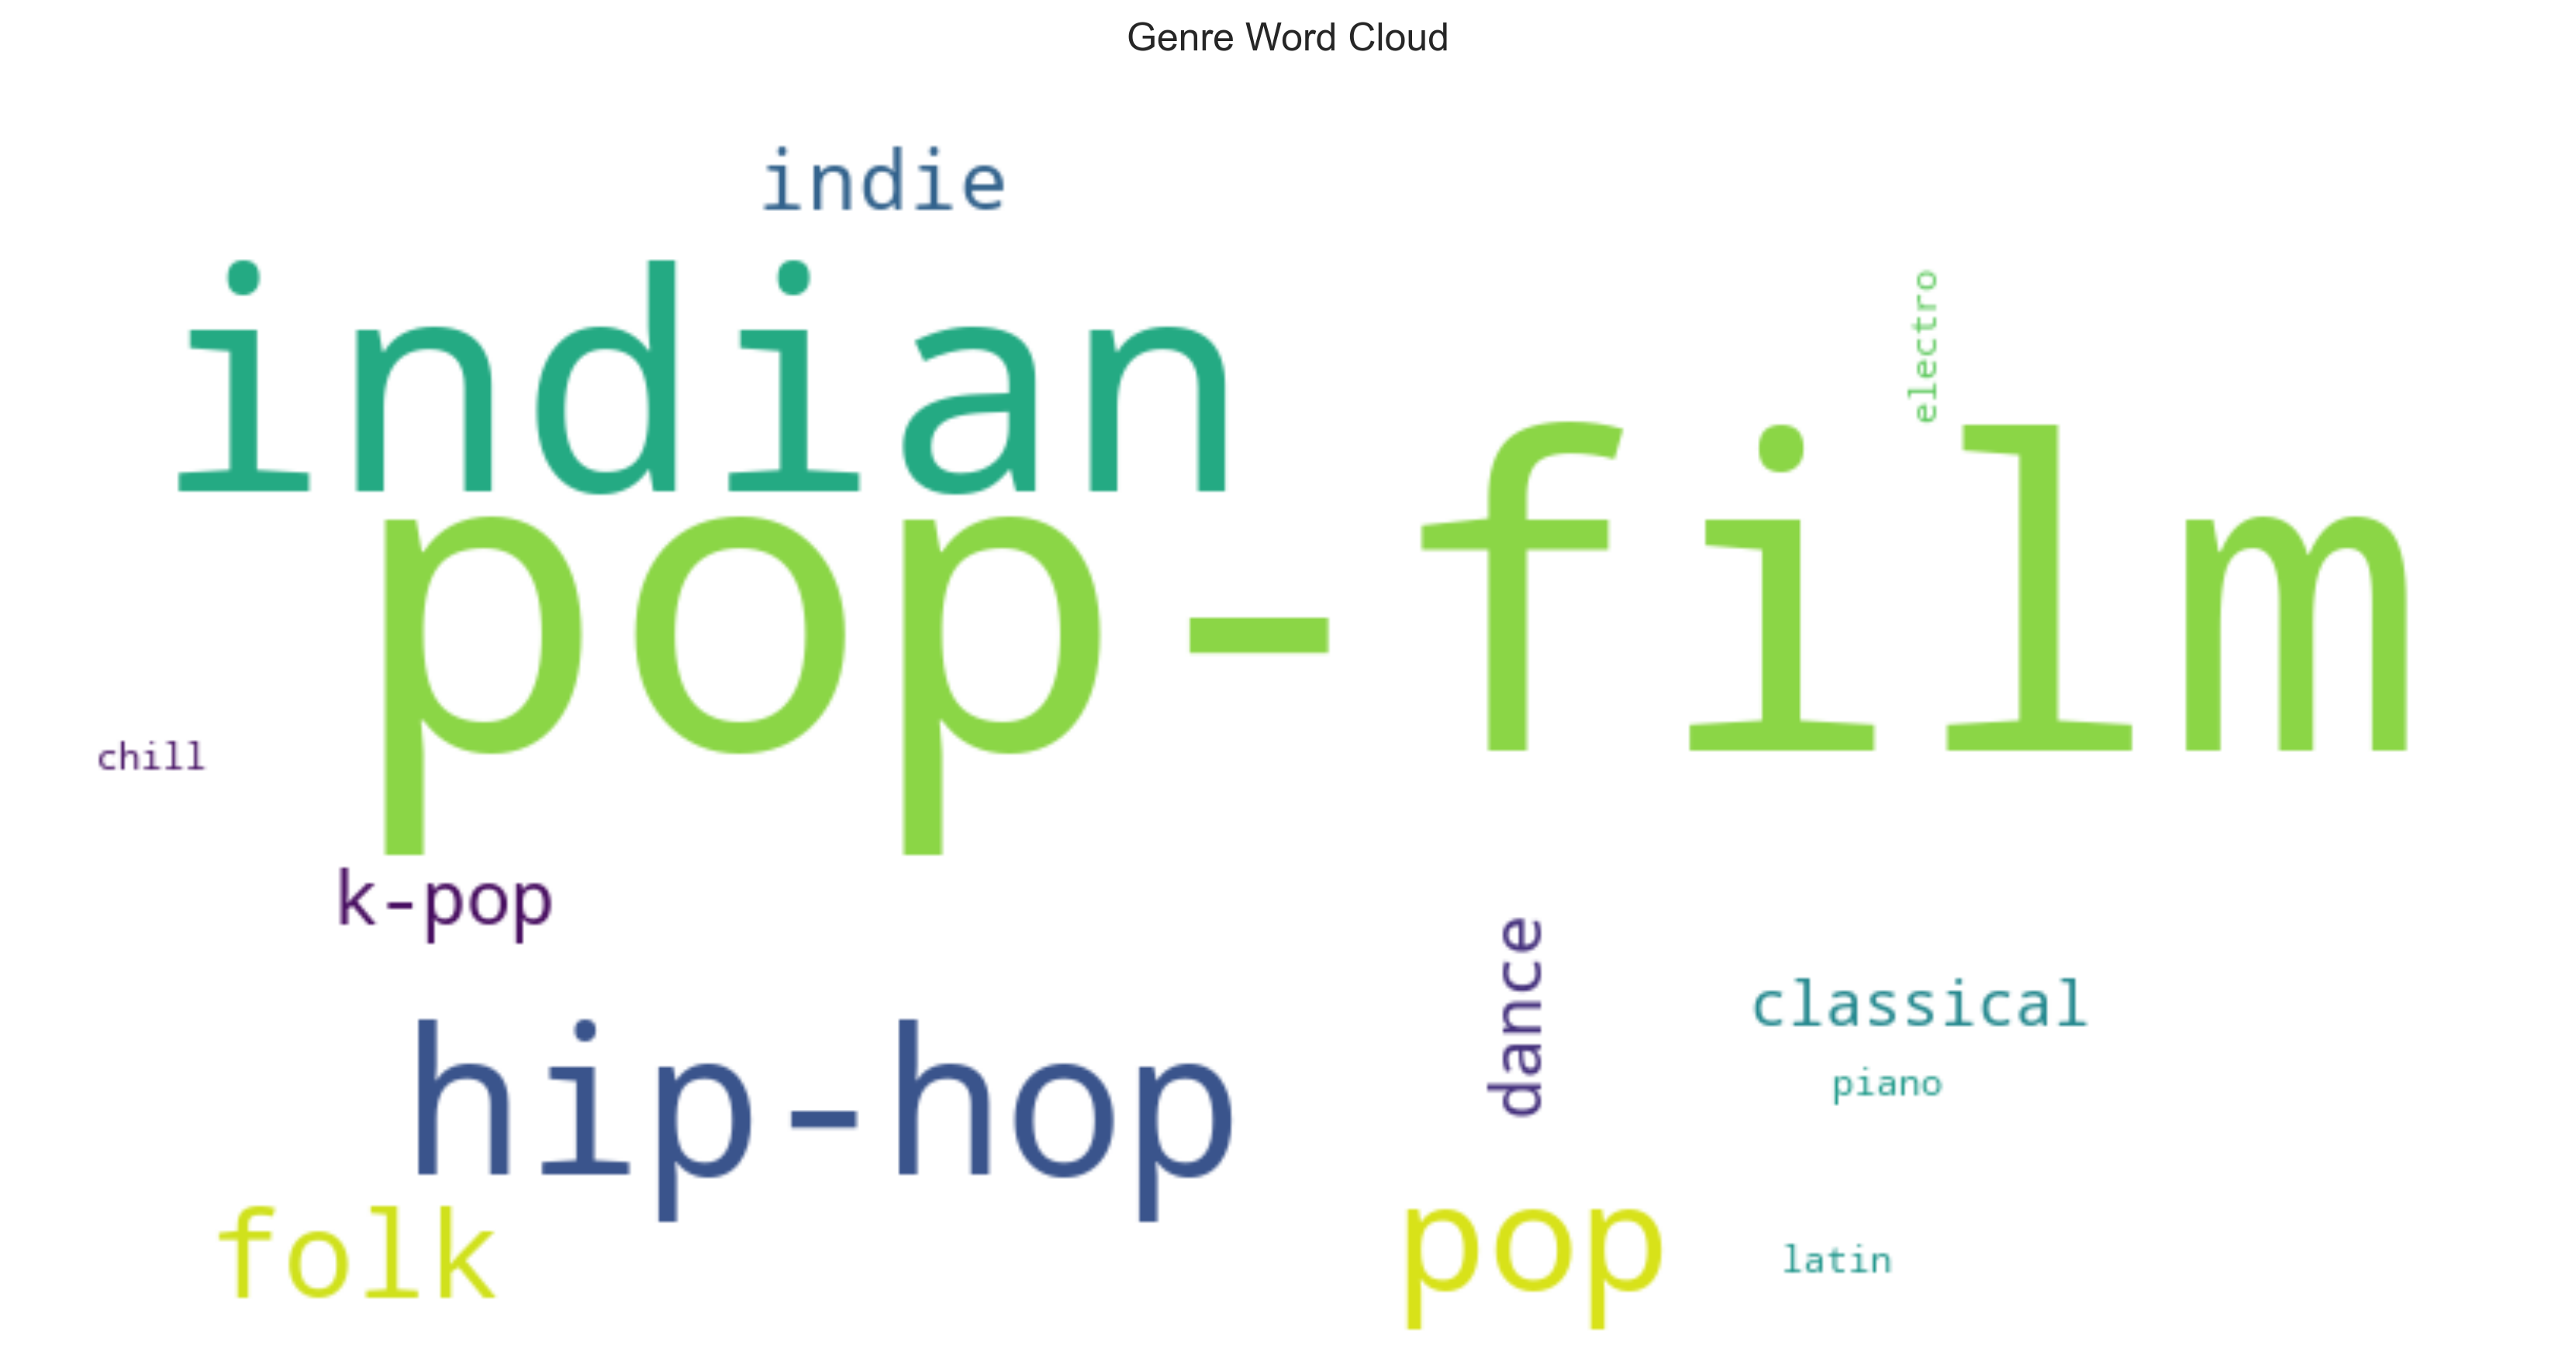 Genre Word Cloud
indie
indian
electro
pop-film
chill
k-pop
dance
classical
piano
hip-hop
folk
pop
latin